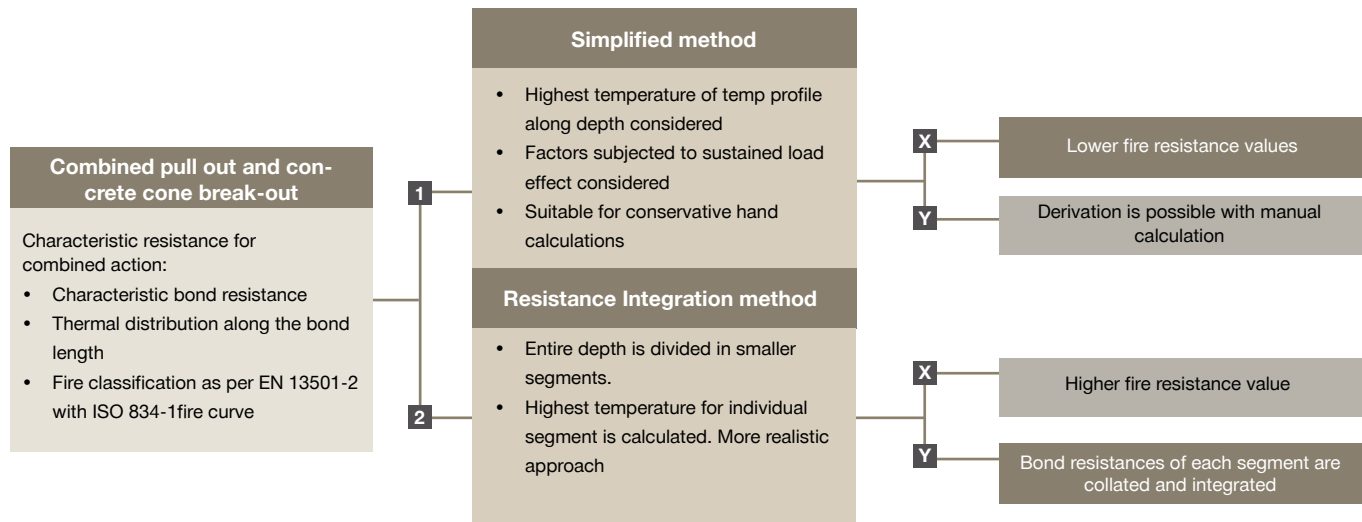 Combined pull out and con-
crete cone break-out
Characteristic resistance for
combined action:
• Characteristic bond resistance
• Thermal distribution along the bond
length
• Fire classification as per EN 13501-2
with ISO 834-1fire curve
1
2
Simplified method
• Highest temperature of temp profile
along depth considered
• Factors subjected to sustained load
effect considered
• Suitable for conservative hand
calculations
X
Lower fire resistance values
Y
Derivation is possible with manual
calculation
Resistance Integration method
• Entire depth is divided in smaller
segments.
• Highest temperature for individual
segment is calculated. More realistic
approach
X
Higher fire resistance value
Y
Bond resistances of each segment are
collated and integrated